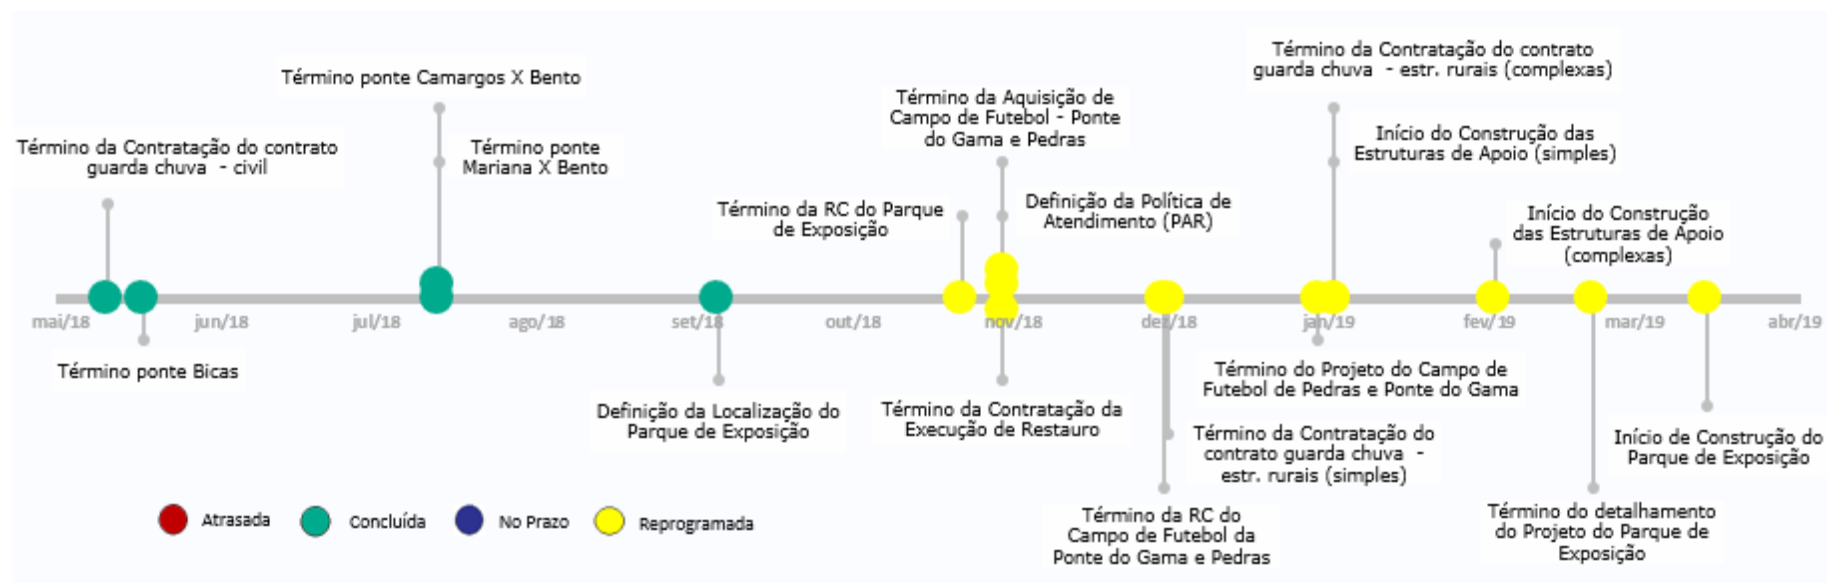 Término da Contratação do contrato
guarda chuva  - estr. rurais (complexas)
Término ponte Camargos X Bento
Término da Aquisição de
Campo de Futebol - Ponte
do Gama e Pedras
Início do Construção das
Estruturas de Apoio (simples)
Término da Contratação do contrato
guarda chuva  - civil
Término ponte
Mariana X Bento
Término da RC do Parque
de Exposição
Definição da Política de
Atendimento (PAR)
Início do Construção
das Estruturas de Apoio
(complexas)
mai/18
jun/18
jul/18
ago/18
set/18
out/18
nov/18
dez/18
jan/19
fev/19
mar/19
abr/19
Término ponte Bicas
Definição da Localização do
Parque de Exposição
Término da Contratação da
Execução de Restauro
Término do Projeto do Campo de
Futebol de Pedras e Ponte do Gama
Término da Contratação do
contrato guarda chuva  -
estr. rurais (simples)
Início de Construção do
Parque de Exposição
Término da RC do
Campo de Futebol da
Ponte do Gama e Pedras
Término do detalhamento
do Projeto do Parque de
Exposição
Atrasada
Concluída
No Prazo
Reprogramada